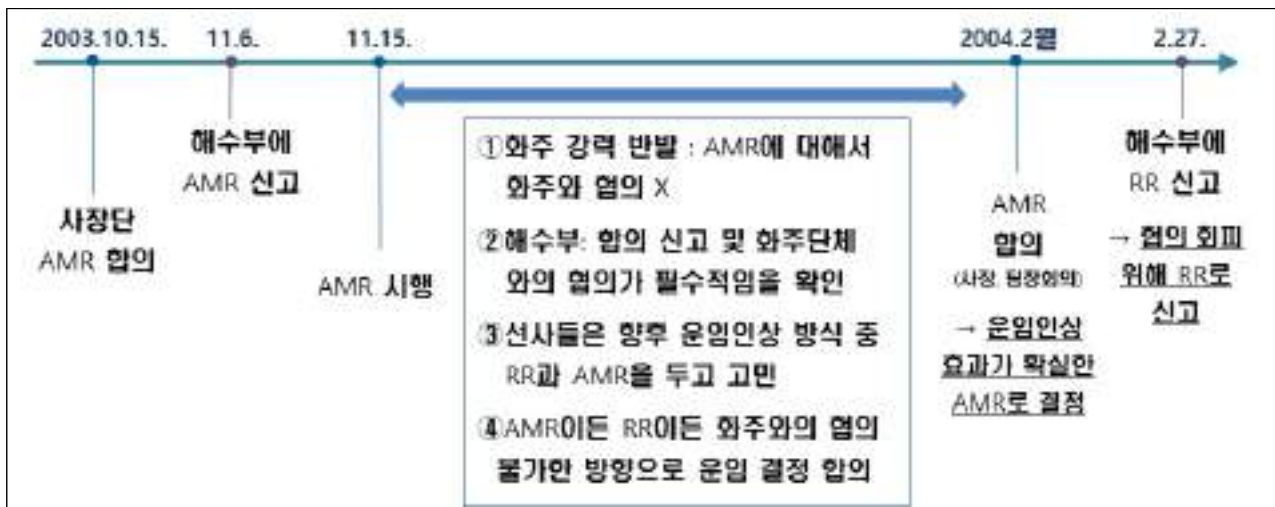 2003.10.15.
11.6.
11.15.
2004.2월
2.27.
사장단
AMR 합의
해수부에
AMR 신고
AMR 시행
①화주 강력 반발 : AMR에 대해서
화주와 협의 X
②해수부: 합의 신고 및 화주단체
와의 협의가 필수적임을 확인
③선사들은 향후 운임인상 방식 중
RR과 AMR을 두고 고민
④AMR이든 RR이든 화주와의 협의
불가한 방향으로 운임 결정 합의
AMR
합의
(사장, 팀장회의)
→ 운임인상
효과가 확실한
AMR로 결정
해수부에
RR 신고
→ 협의 회피
위해 RR로
신고